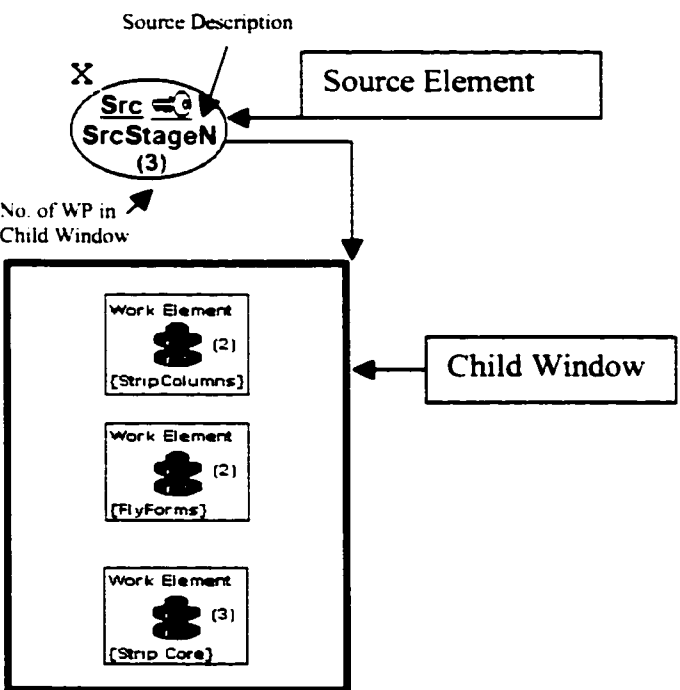 Source Description
X
Source Element
Src
SrcStageN
(3)
No. of WP in
Child Window
Work Element
(2)
{StripColumns}
Child Window
Work Element
(2)
{FlyForms}
Work Element
(3)
{Strip Core}